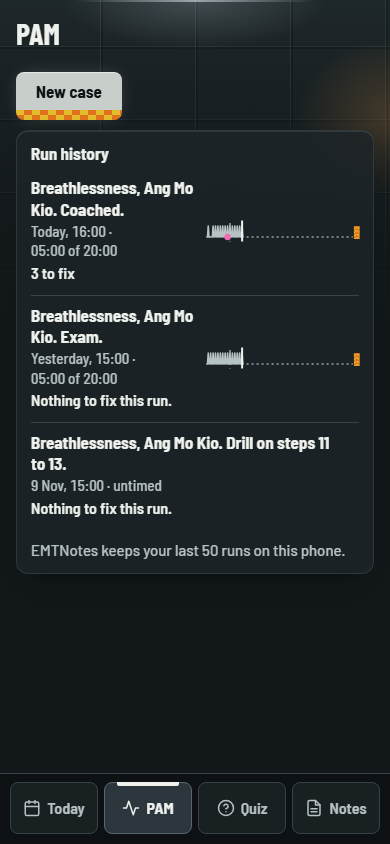 PAM
New case
Run history
Breathlessness, Ang Mo
Kio. Coached.
Today, 16:00 ·
05:00 of 20:00
3 to fix
Breathlessness, Ang Mo
Kio. Exam.
Yesterday, 15:00 ·
05:00 of 20:00
Nothing to fix this run.
Breathlessness, Ang Mo Kio. Drill on steps 11
to 13.
9 Nov, 15:00 · untimed
Nothing to fix this run.
EMTNotes keeps your last 50 runs on this phone.
Today
PAM
Quiz
Notes